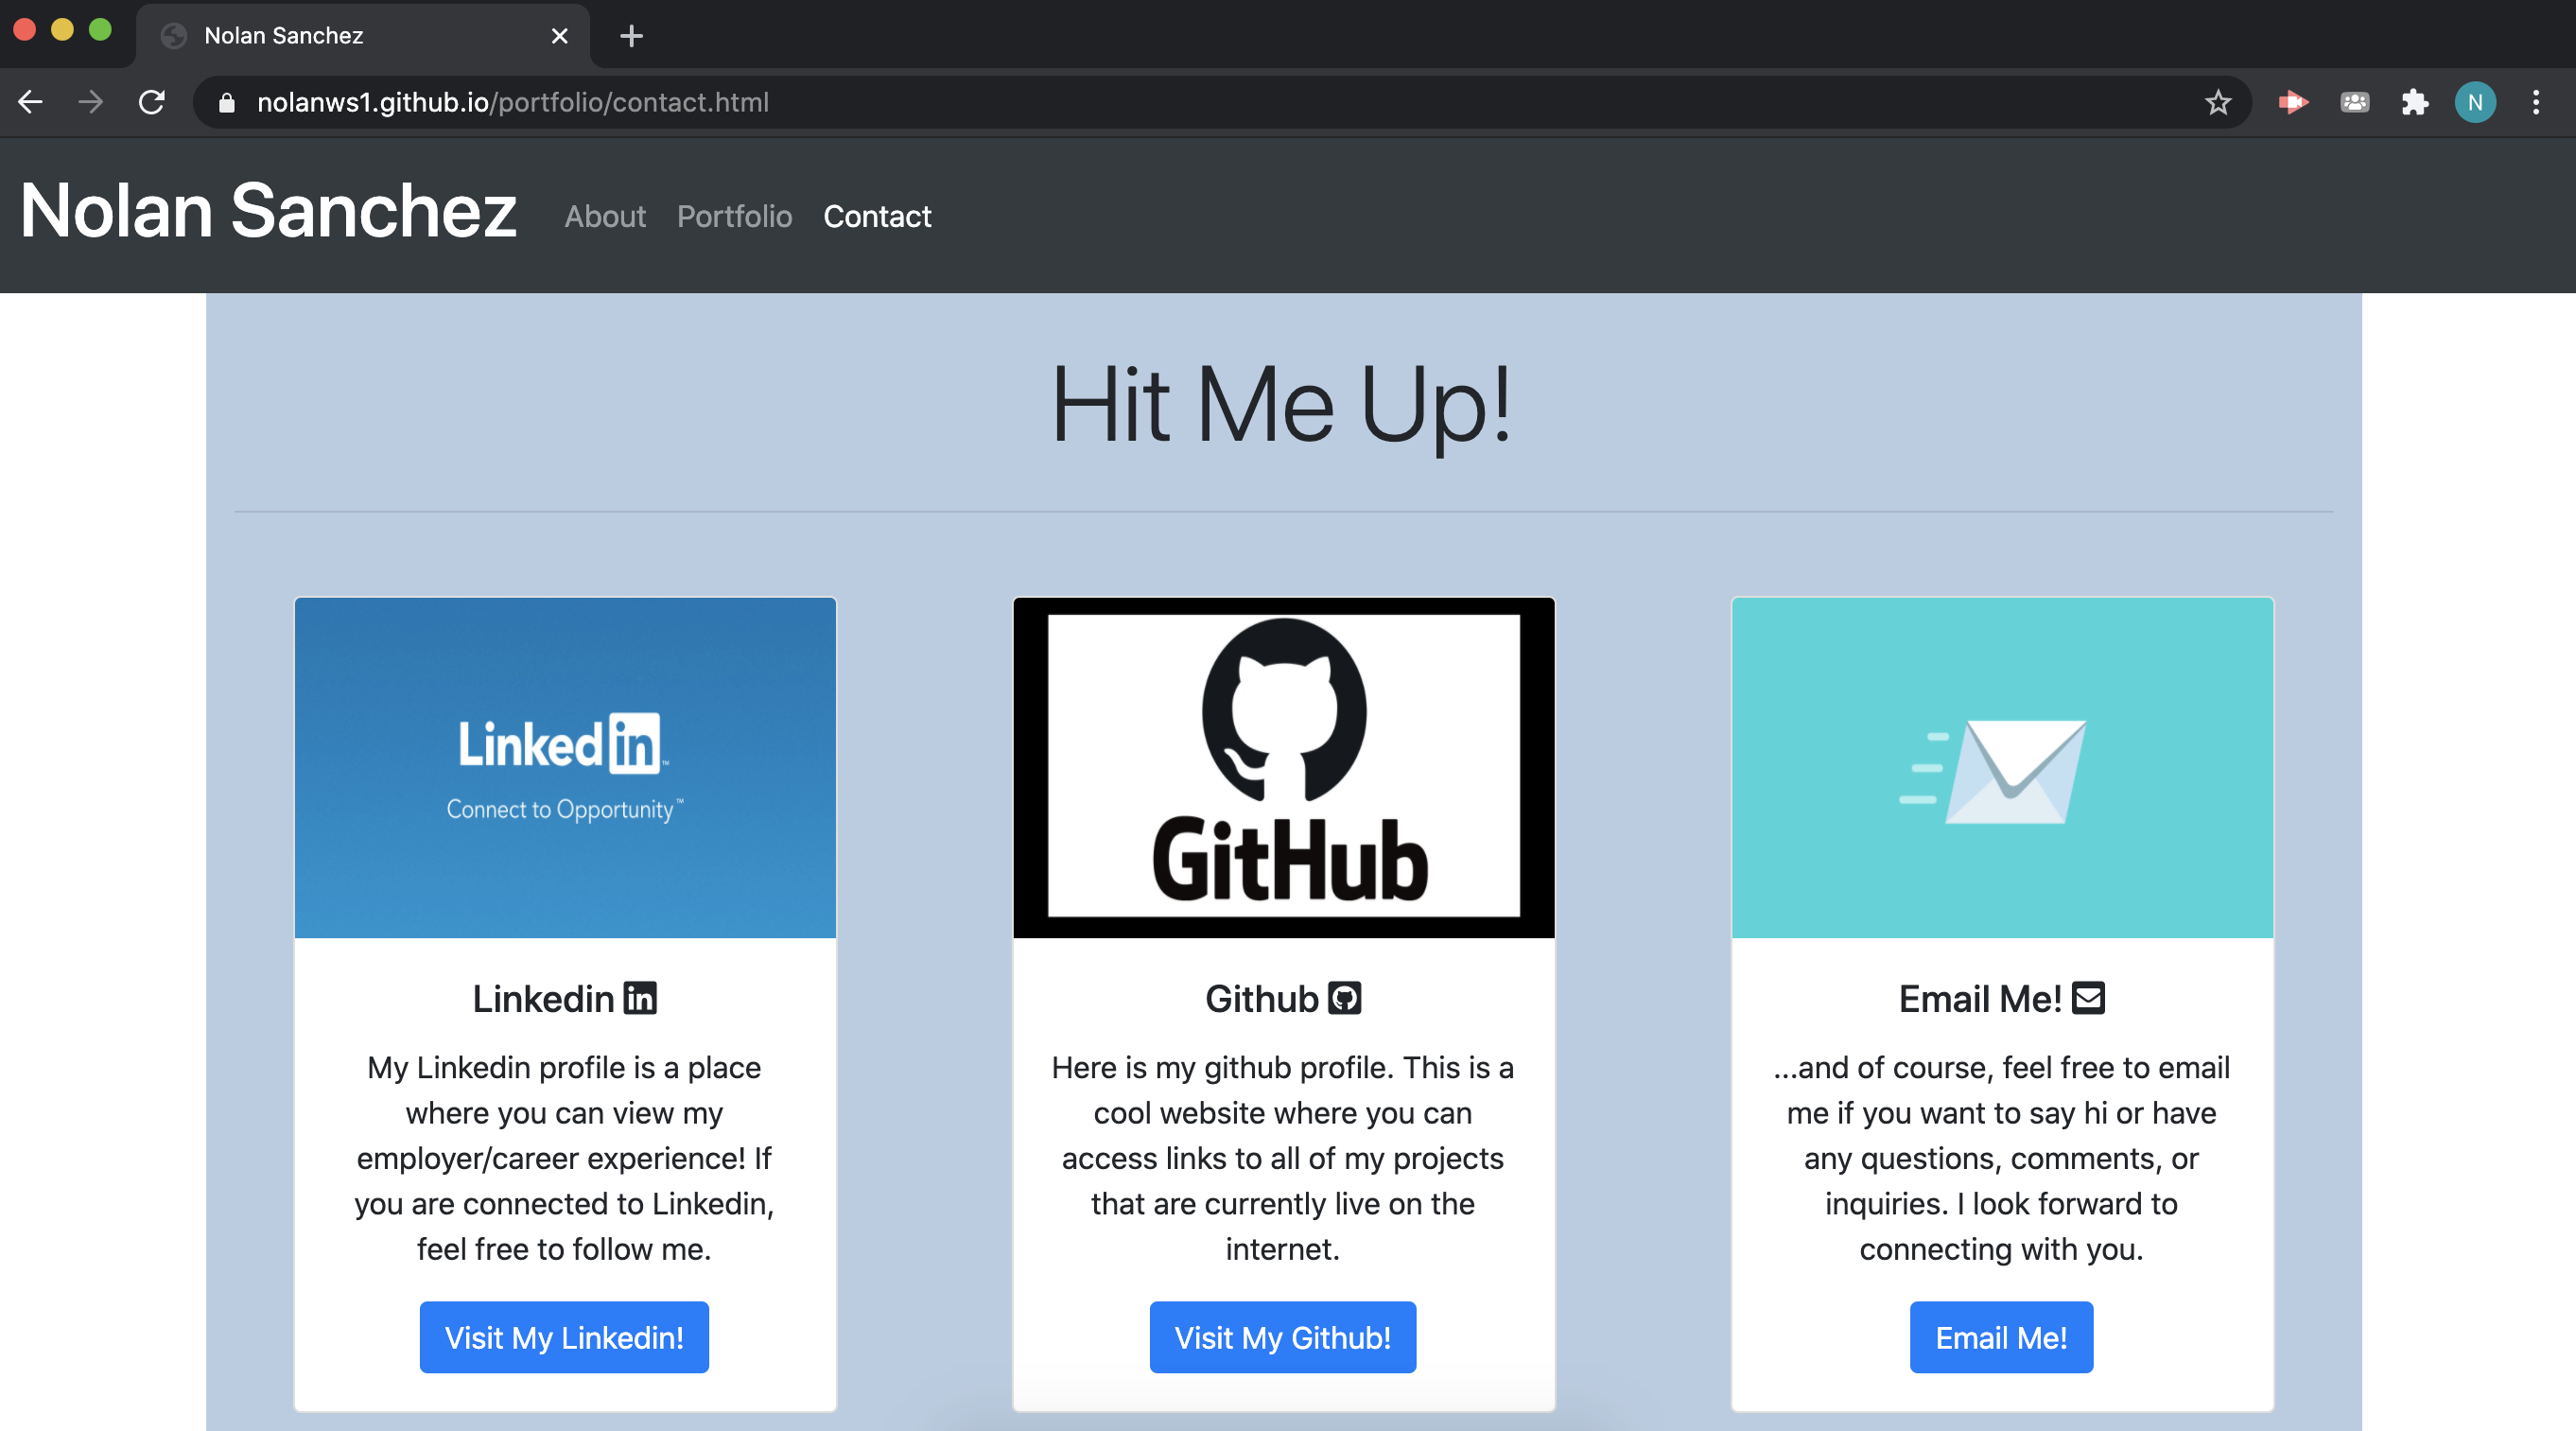 Nolan Sanchez
nolanws1.github.io/portfolio/contact.html
N
Nolan Sanchez About Portfolio Contact
Hit Me Up!
Linked in ™
Connect to Opportunity™
Linkedin in
My Linkedin profile is a place
where you can view my
employer/career experience! If
you are connected to Linkedin,
feel free to follow me.
Visit My Linkedin!
GitHub
Github
Here is my github profile. This is a
cool website where you can
access links to all of my projects
that are currently live on the
internet.
Visit My Github!
Email Me!
...and of course, feel free to email
me if you want to say hi or have
any questions, comments, or
inquiries. I look forward to
connecting with you.
Email Me!